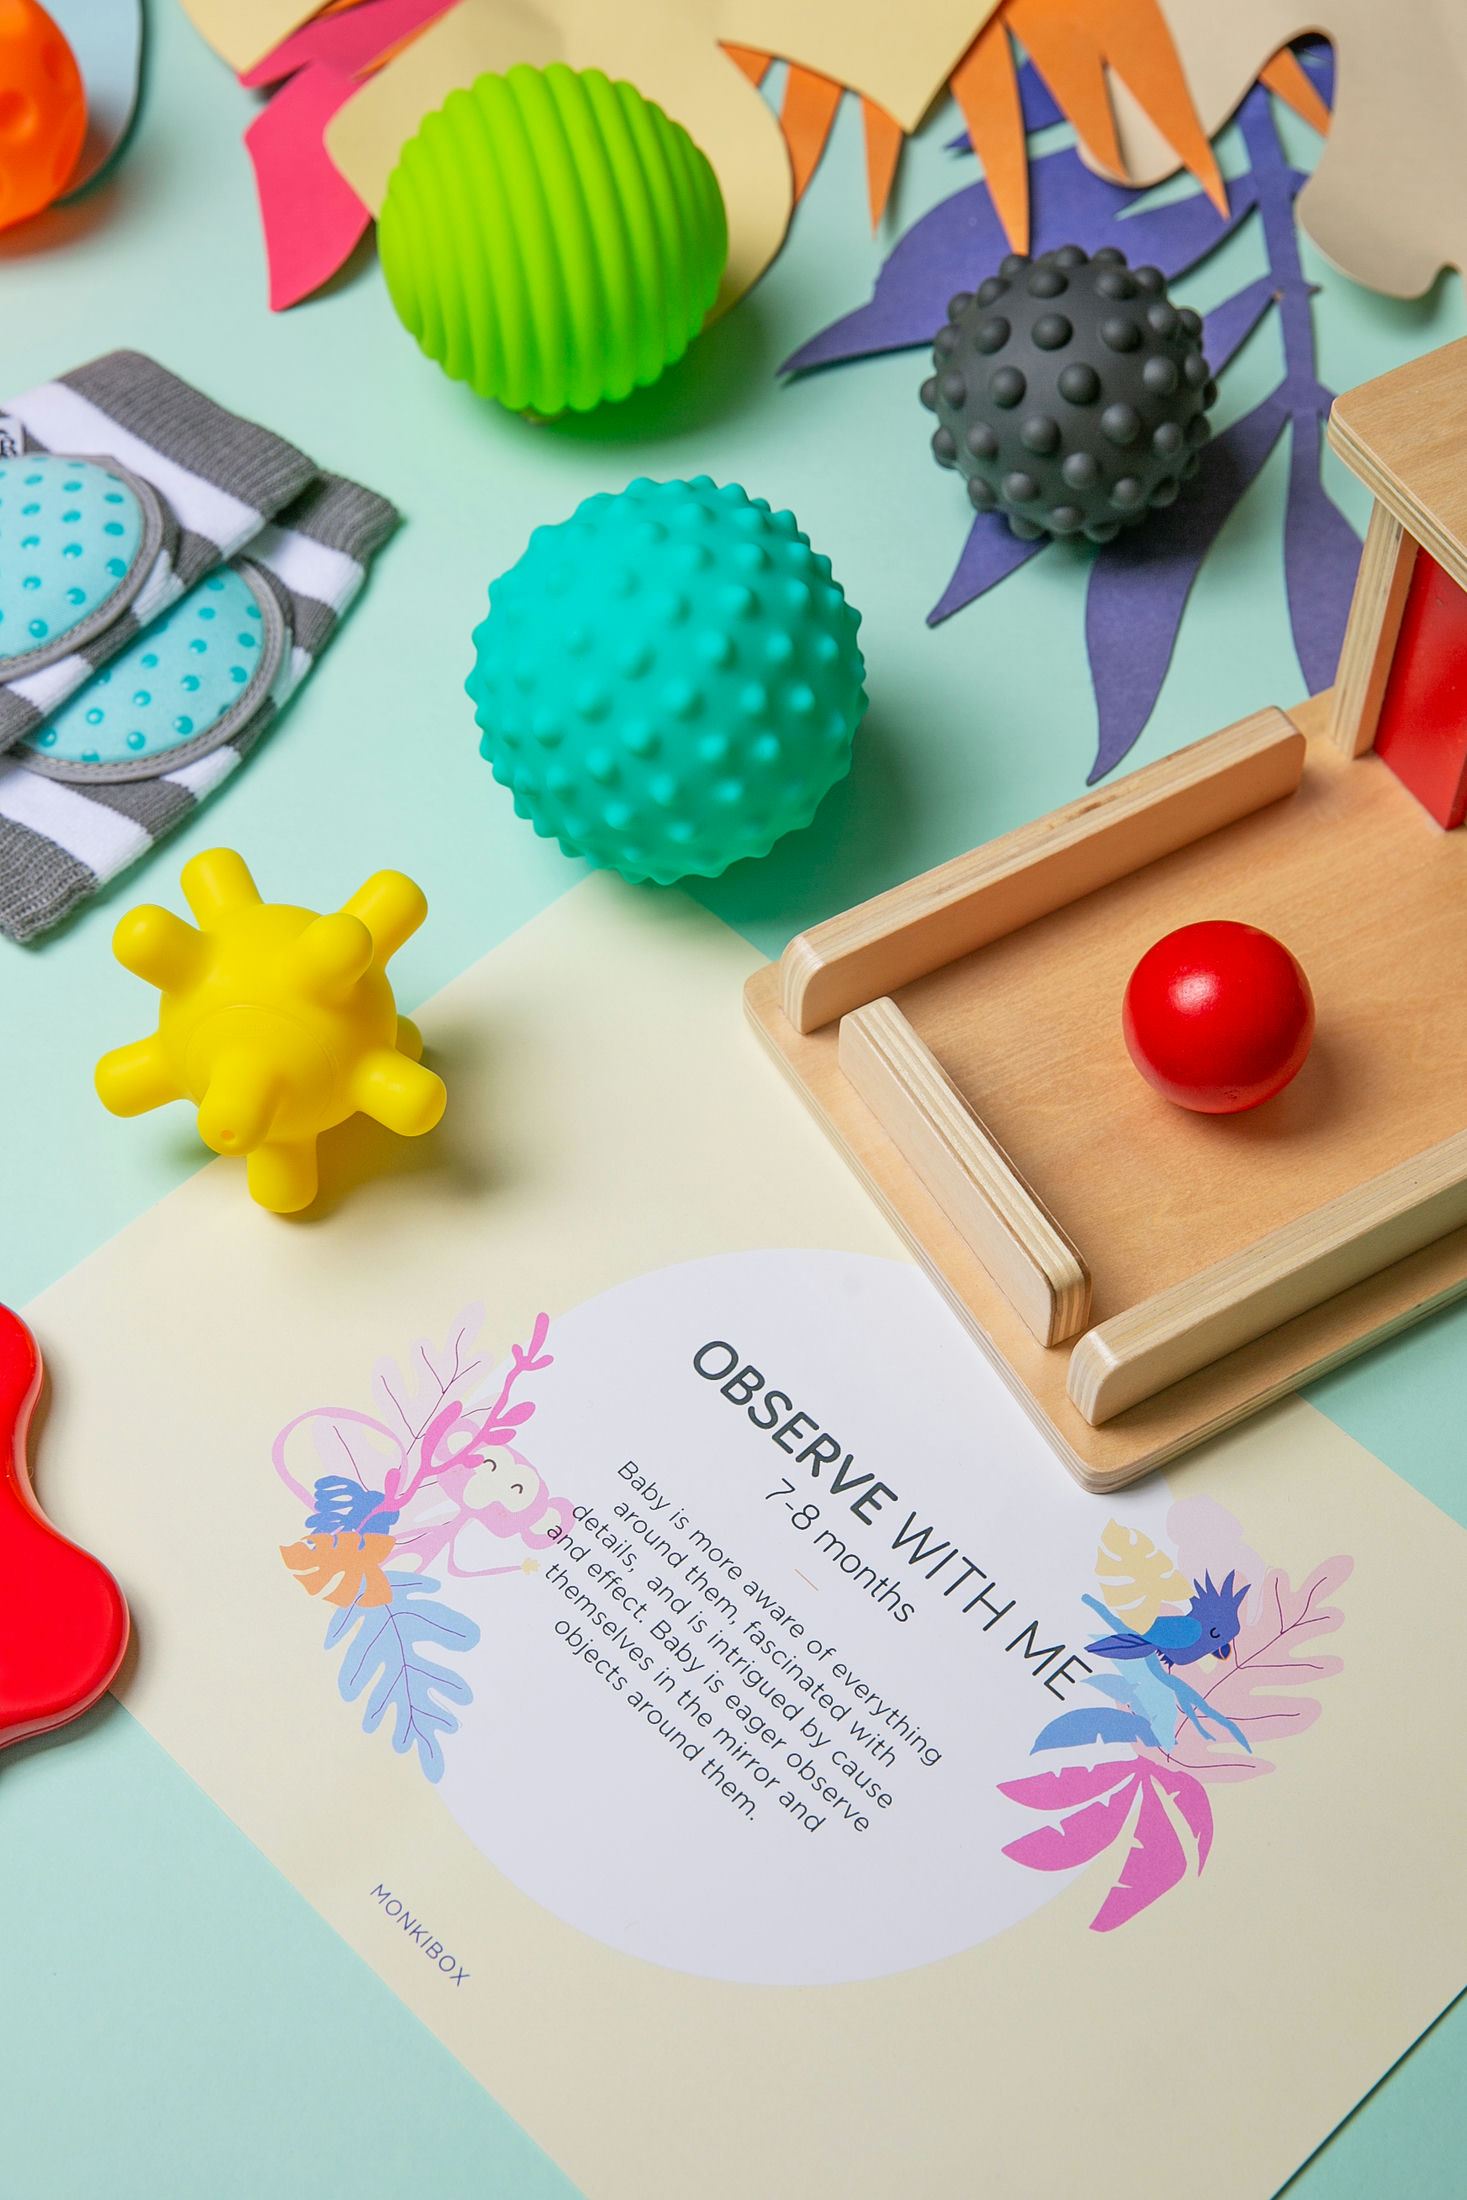 OBSERVE WITH ME
7-8 months
Baby is more aware of everything
around them, fascinated with
details, and is intrigued by cause
and effect. Baby is eager observe
themselves in the mirror and
objects around them.
MONKIBOX